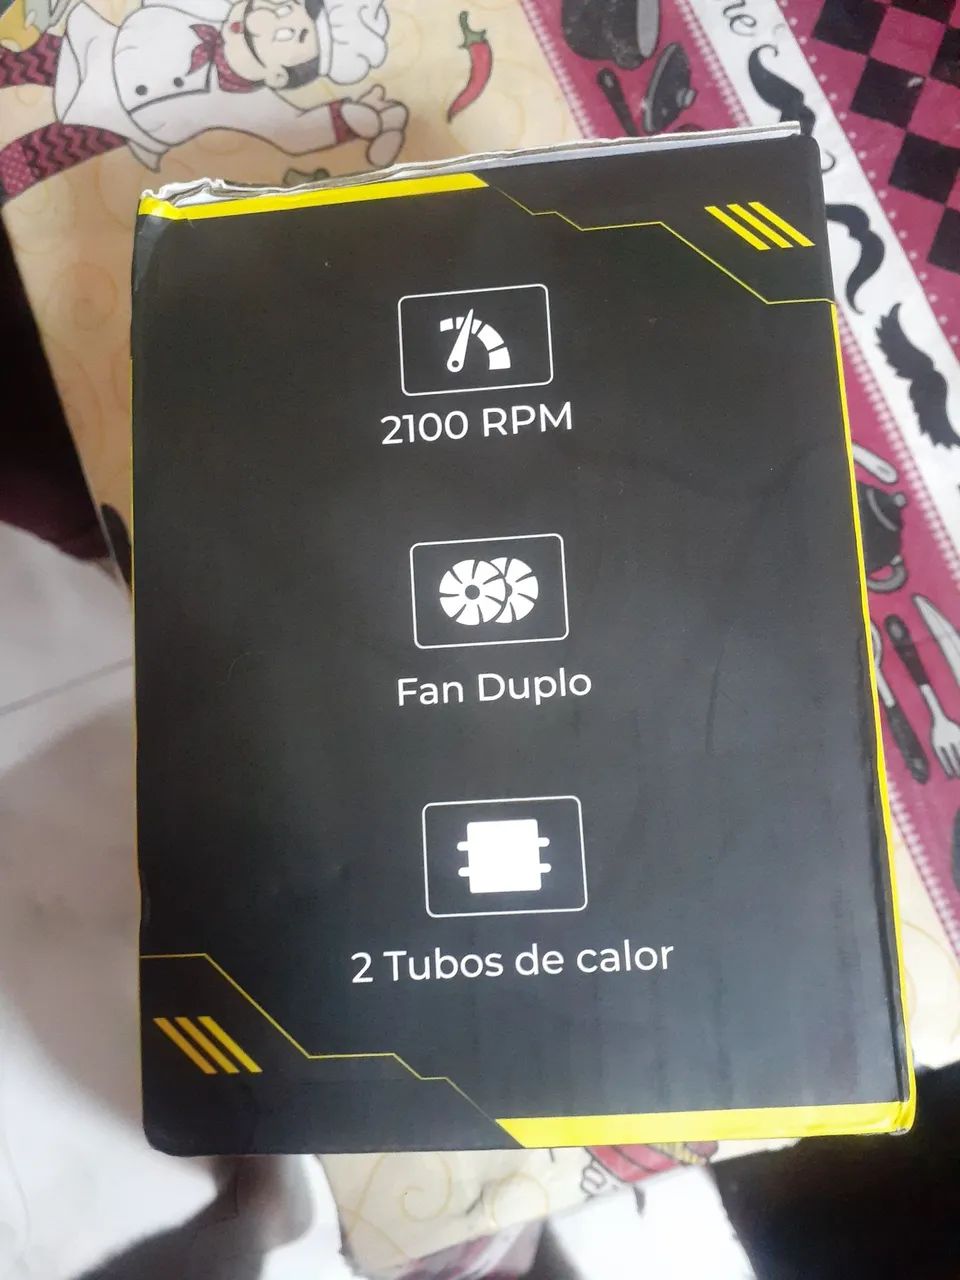 2100 RPM
Fan Duplo
2 Tubos de calor